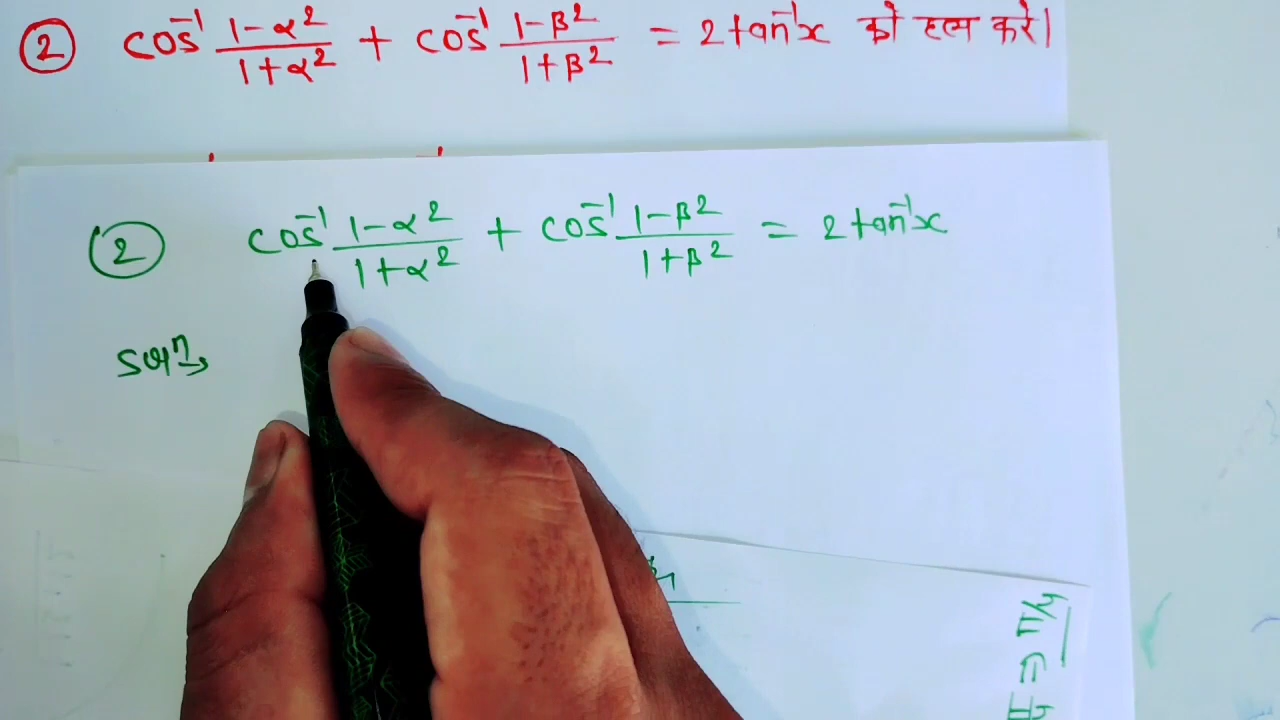 ② cos⁻¹ (1-α²)/(1+α²) + cos⁻¹ (1-β²)/(1+β²) = 2tan⁻¹x को हल करे।
② cos⁻¹ (1-α²)/(1+α²) + cos⁻¹ (1-β²)/(1+β²) = 2tan⁻¹x
Solⁿ→